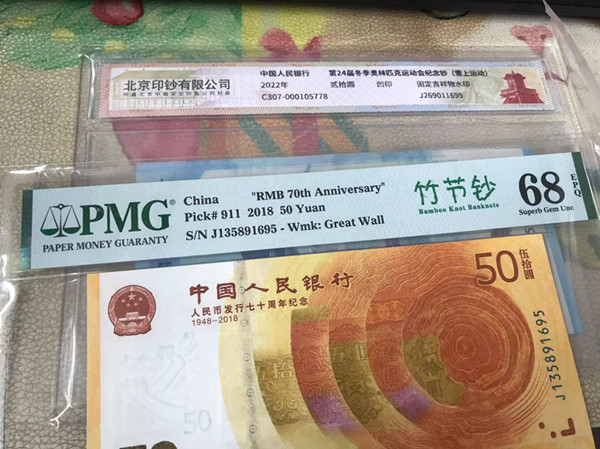 中国人民银行 第24届冬季奥林匹克运动会纪念钞（雪上运动）
北京印钞有限公司
2022年 贰拾圆 凹印 固定吉祥物水印
C307-000105778 J269011695
PMG®
PAPER MONEY GUARANTY
China "RMB 70th Anniversary"
Pick# 911 2018 50 Yuan
S/N J135891695 - Wmk: Great Wall
竹节钞
Bamboo Knot Banknote
68 EPQ
Superb Gem Unc
中国人民银行
人民币发行七十周年纪念
1948-2018
50 伍拾圆
J135891695
50
50